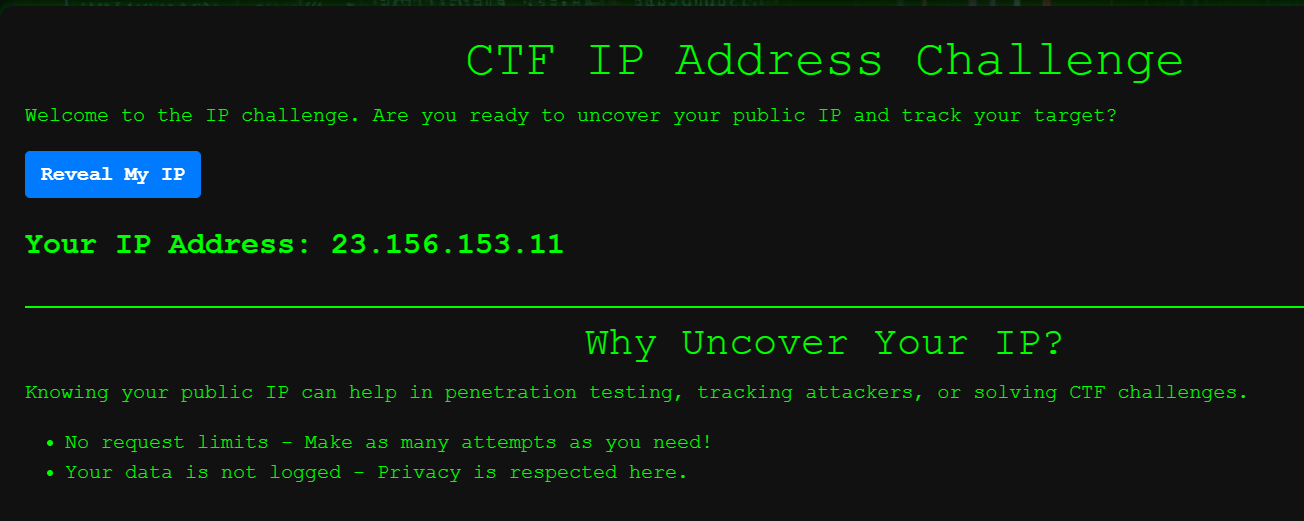 CTF IP Address Challenge
Welcome to the IP challenge. Are you ready to uncover your public IP and track your target?
Reveal My IP
Your IP Address: 23.156.153.11
Why Uncover Your IP?
Knowing your public IP can help in penetration testing, tracking attackers, or solving CTF challenges.
• No request limits - Make as many attempts as you need!
• Your data is not logged - Privacy is respected here.